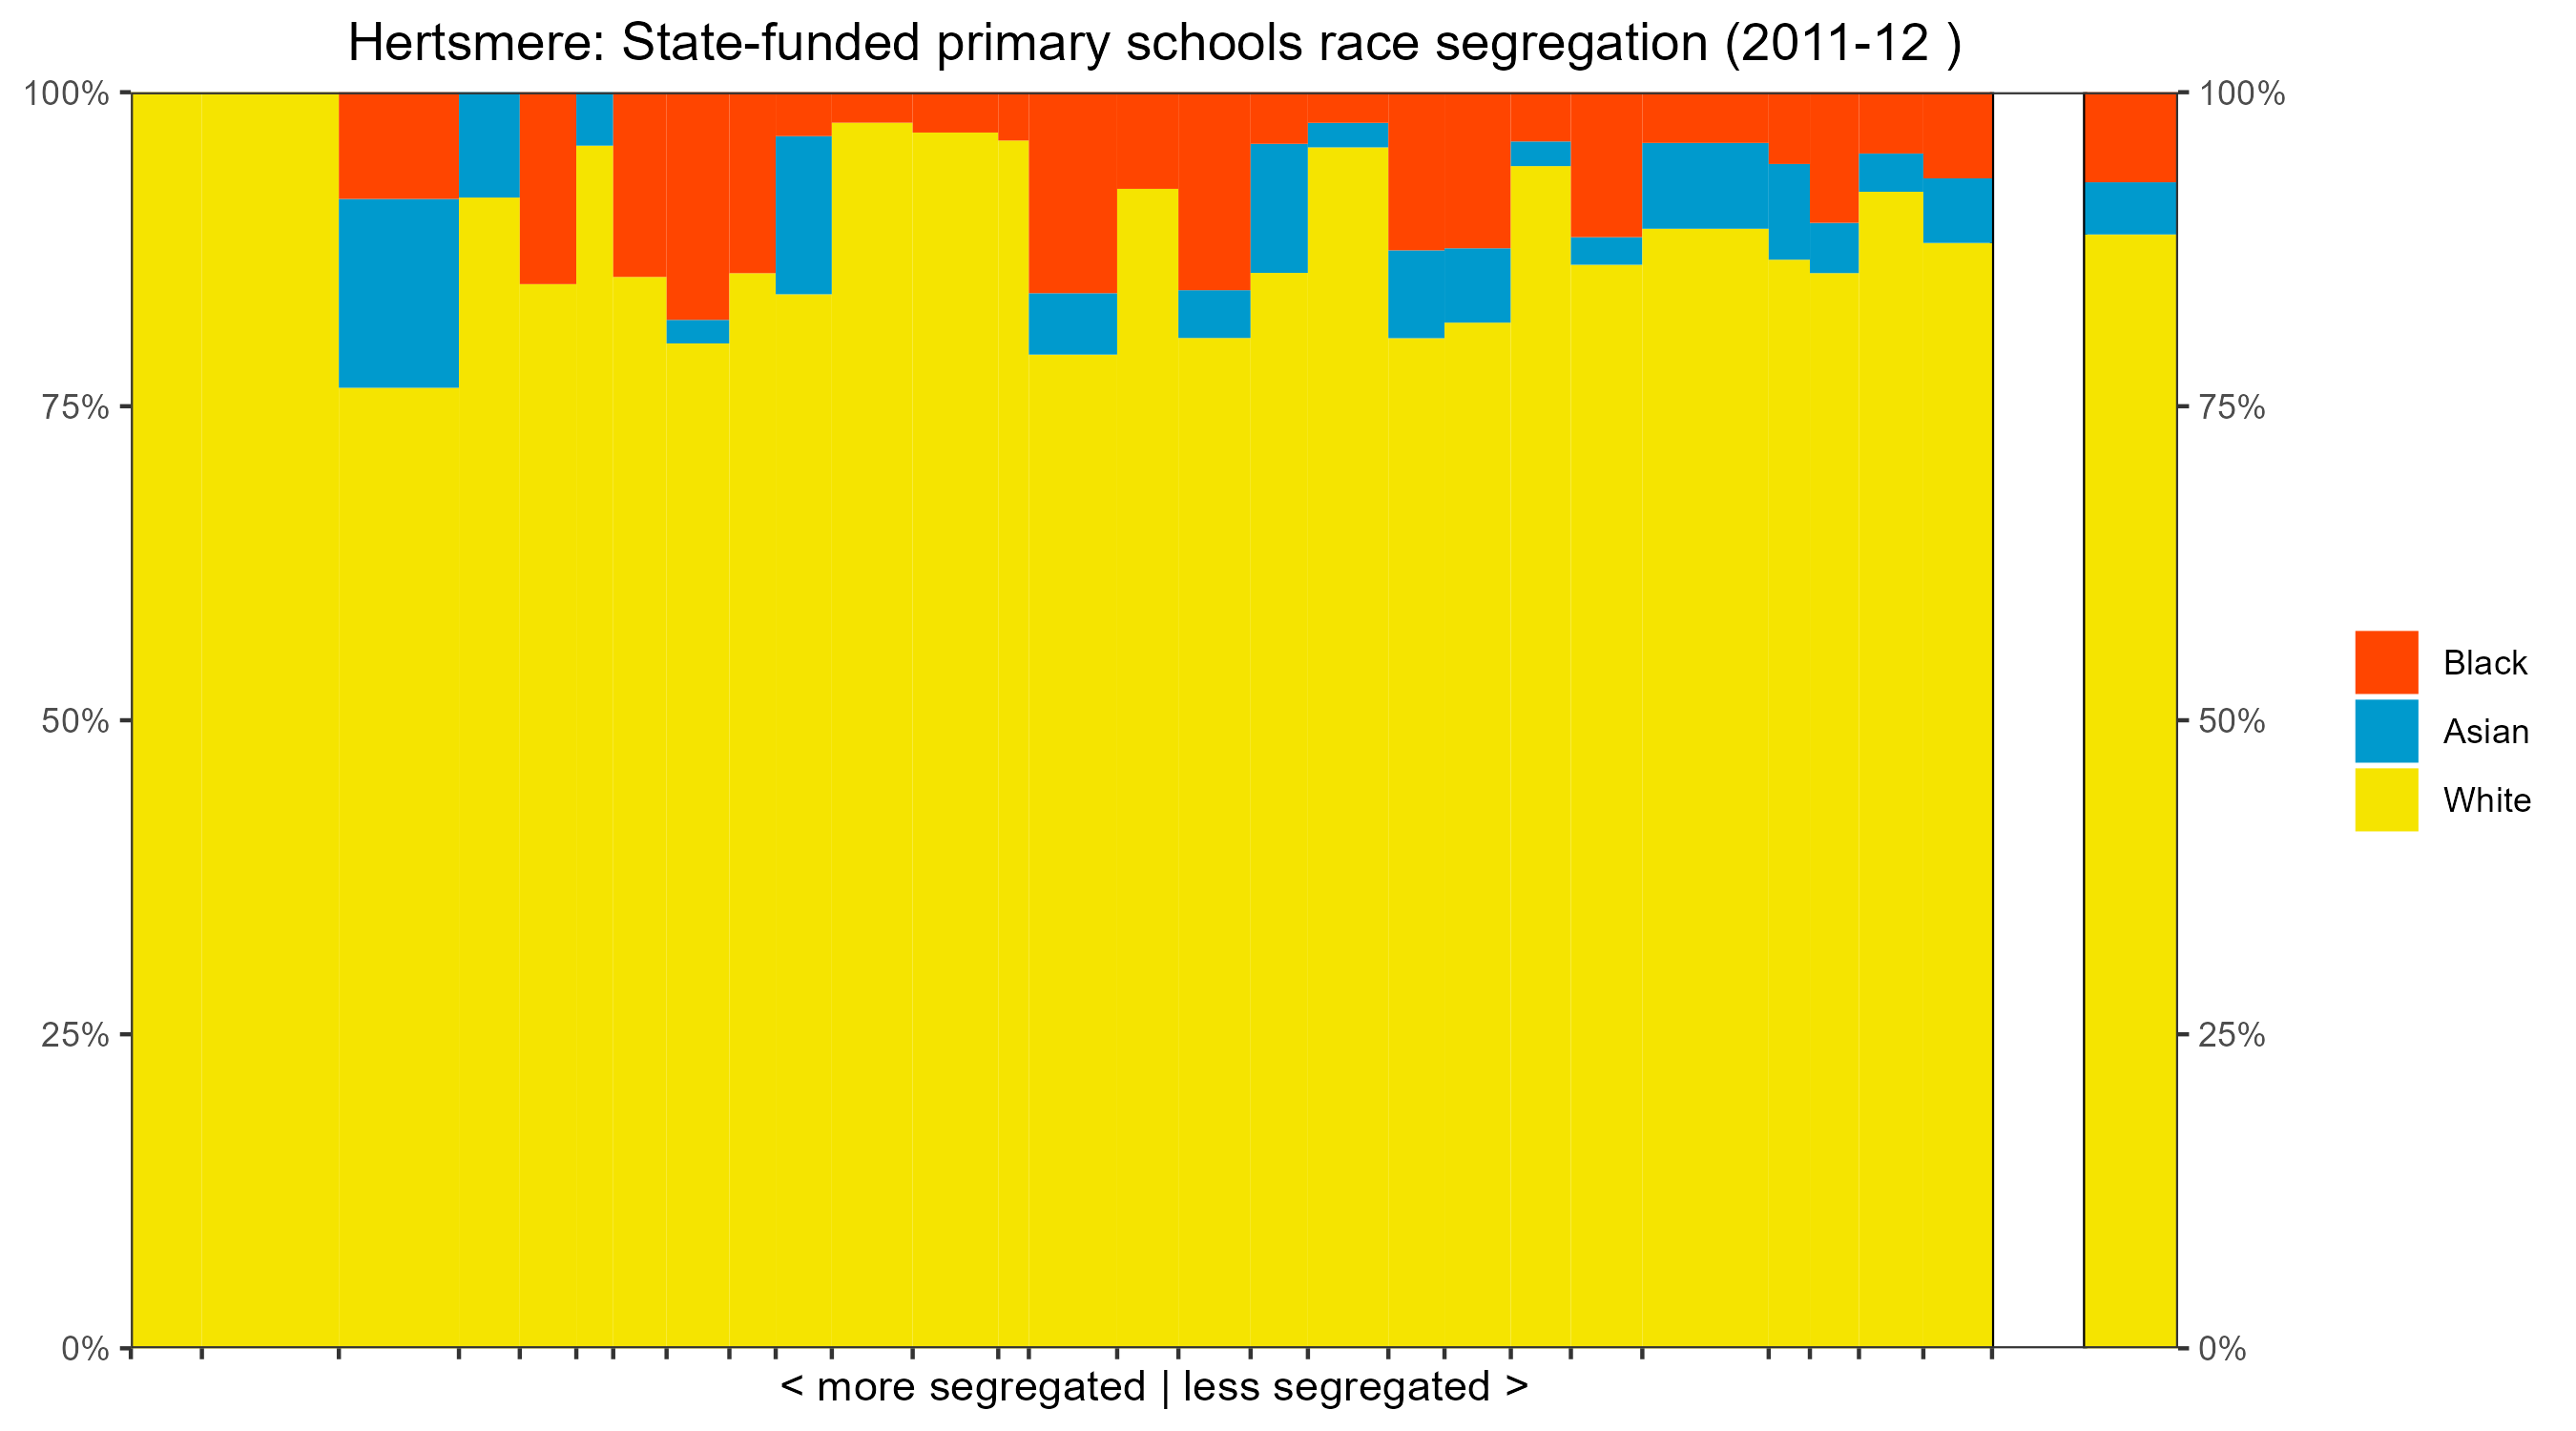 Hertsmere: State-funded primary schools race segregation (2011-12 )
100%
75%
50%
25%
0%
100%
75%
50%
25%
0%
Black
Asian
White
< more segregated | less segregated >